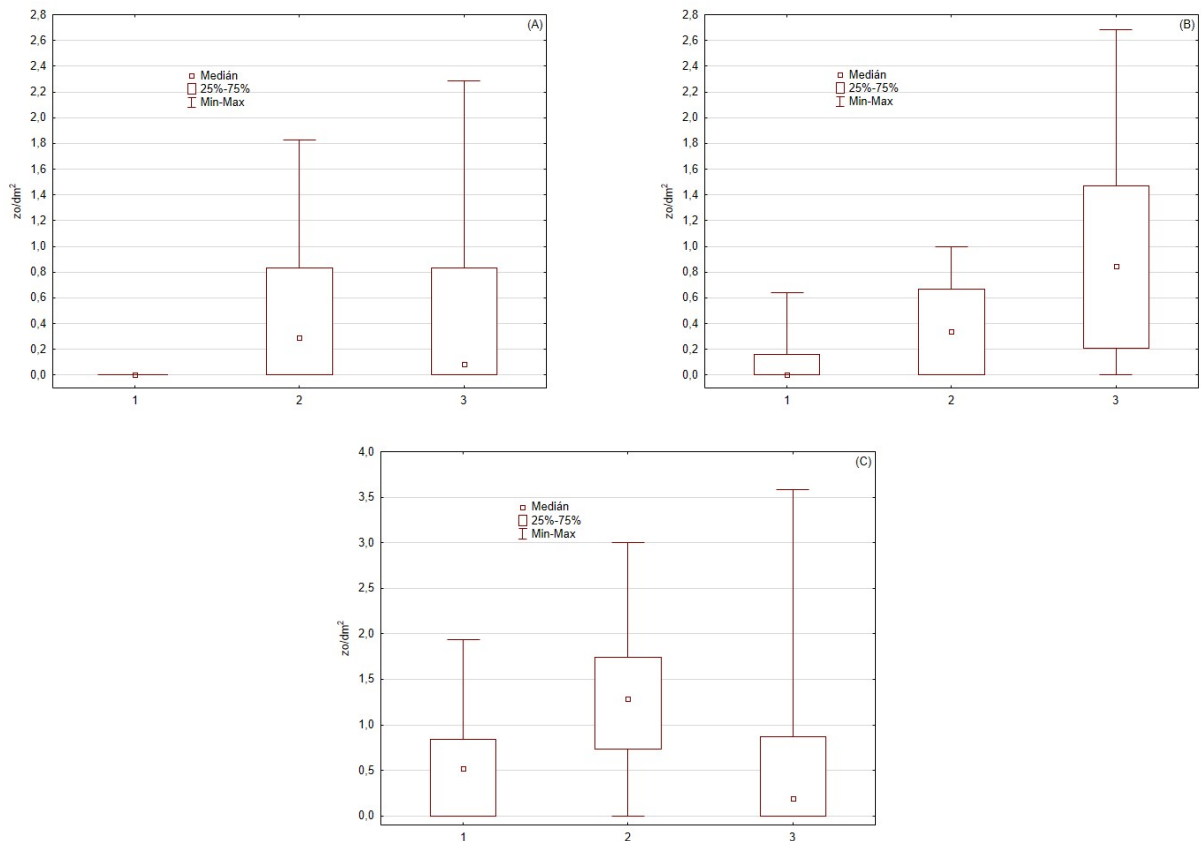 (A)
2,8
2,6
2,4
2,2
2,0
1,8
1,6
1,4
1,2
1,0
0,8
0,6
0,4
0,2
0,0
zo/dm²
Medián
25%-75%
Min-Max
1 2 3
(B)
2,8
2,6
2,4
2,2
2,0
1,8
1,6
1,4
1,2
1,0
0,8
0,6
0,4
0,2
0,0
zo/dm²
Medián
25%-75%
Min-Max
1 2 3
(C)
4,0
3,5
3,0
2,5
2,0
1,5
1,0
0,5
0,0
zo/dm²
Medián
25%-75%
Min-Max
1 2 3